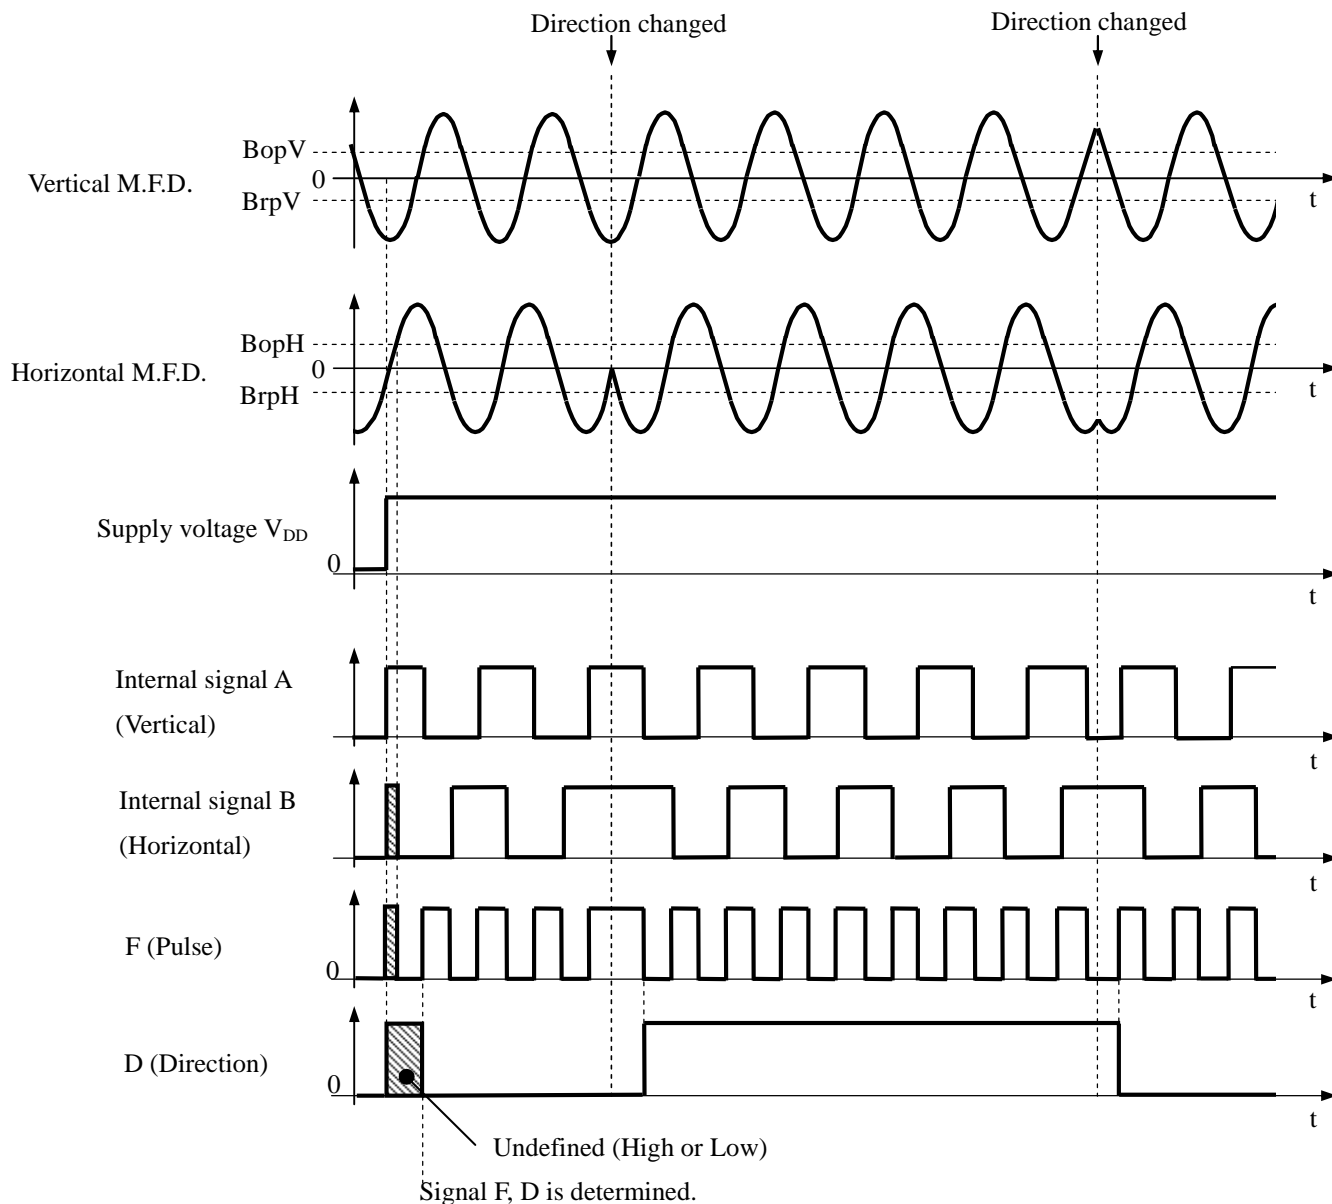 Direction changed
Direction changed
BopV
Vertical M.F.D.
0
BrpV
t
BopH
Horizontal M.F.D.
0
BrpH
t
Supply voltage VDD
0
t
Internal signal A
(Vertical)
t
Internal signal B
(Horizontal)
t
F (Pulse)
0
t
D (Direction)
0
t
Undefined (High or Low)
Signal F, D is determined.